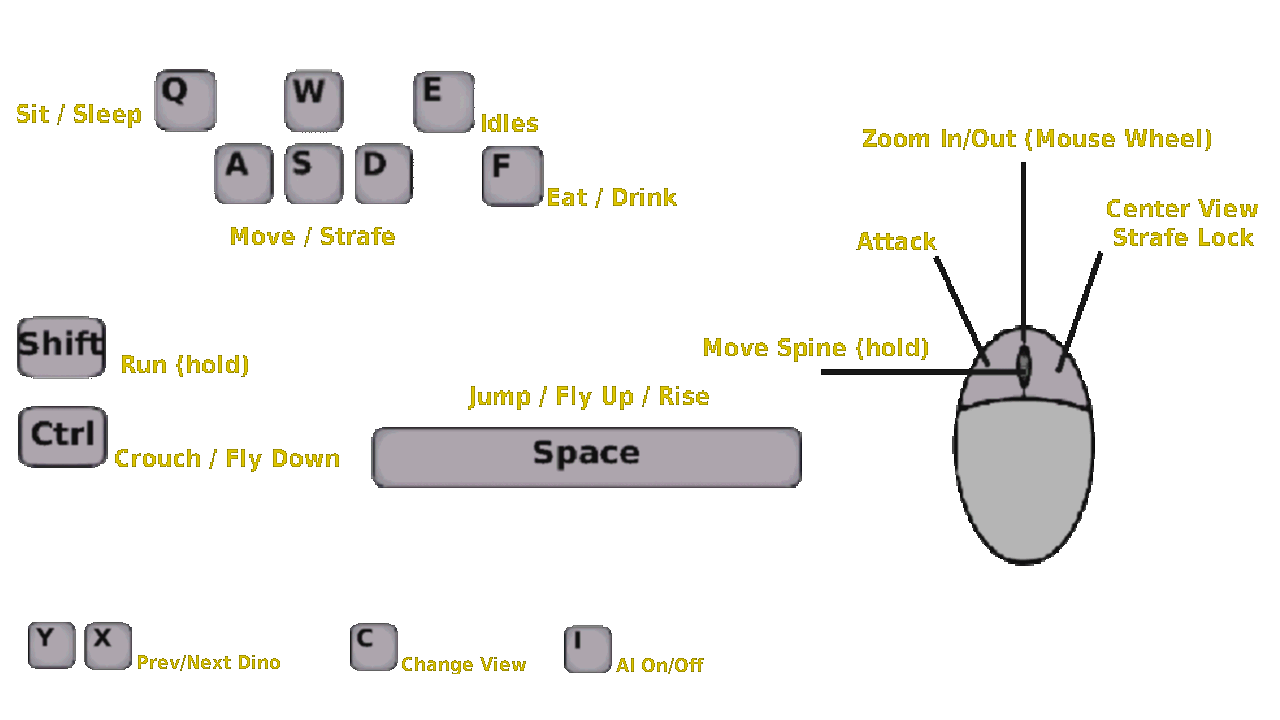 Q
W
E
Sit / Sleep
Idles
A
S
D
F
Eat / Drink
Move / Strafe
Zoom In/Out (Mouse Wheel)
Center View
Strafe Lock
Attack
Shift
Run (hold)
Move Spine (hold)
Jump / Fly Up / Rise
Ctrl
Crouch / Fly Down
Space
Y
X
Prev/Next Dino
C
Change View
I
AI On/Off